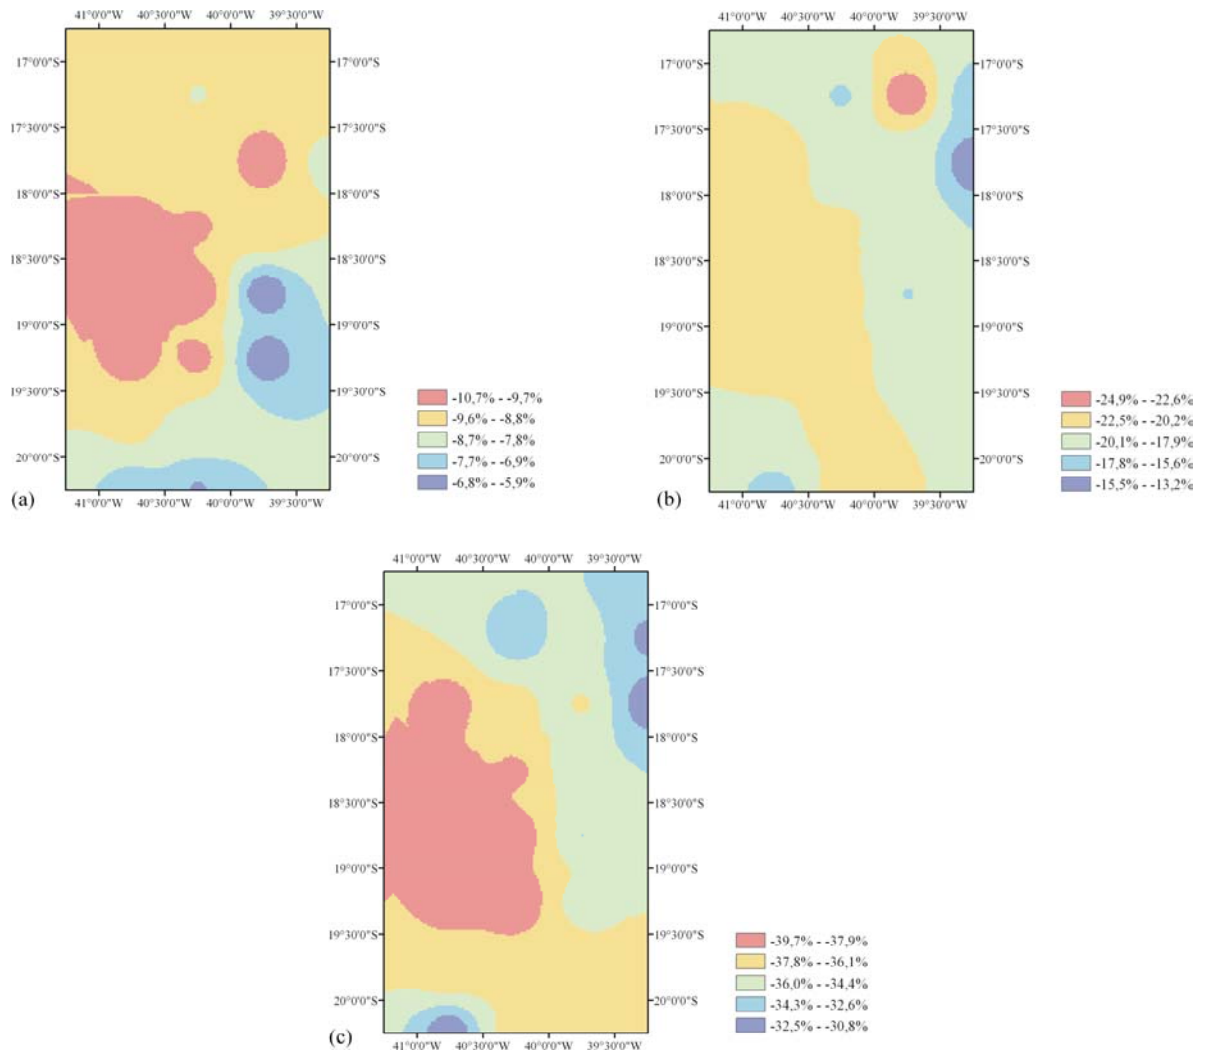 41°0'0"W 40°30'0"W 40°0'0"W 39°30'0"W
17°0'0"S 17°0'0"S
17°30'0"S 17°30'0"S
18°0'0"S 18°0'0"S
18°30'0"S 18°30'0"S
19°0'0"S 19°0'0"S
19°30'0"S 19°30'0"S
20°0'0"S 20°0'0"S
41°0'0"W 40°30'0"W 40°0'0"W 39°30'0"W
-10,7% - -9,7%
-9,6% - -8,8%
-8,7% - -7,8%
-7,7% - -6,9%
-6,8% - -5,9%
(a)
41°0'0"W 40°30'0"W 40°0'0"W 39°30'0"W
17°0'0"S 17°0'0"S
17°30'0"S 17°30'0"S
18°0'0"S 18°0'0"S
18°30'0"S 18°30'0"S
19°0'0"S 19°0'0"S
19°30'0"S 19°30'0"S
20°0'0"S 20°0'0"S
41°0'0"W 40°30'0"W 40°0'0"W 39°30'0"W
-24,9% - -22,6%
-22,5% - -20,2%
-20,1% - -17,9%
-17,8% - -15,6%
-15,5% - -13,2%
(b)
41°0'0"W 40°30'0"W 40°0'0"W 39°30'0"W
17°0'0"S 17°0'0"S
17°30'0"S 17°30'0"S
18°0'0"S 18°0'0"S
18°30'0"S 18°30'0"S
19°0'0"S 19°0'0"S
19°30'0"S 19°30'0"S
20°0'0"S 20°0'0"S
41°0'0"W 40°30'0"W 40°0'0"W 39°30'0"W
-39,7% - -37,9%
-37,8% - -36,1%
-36,0% - -34,4%
-34,3% - -32,6%
-32,5% - -30,8%
(c)